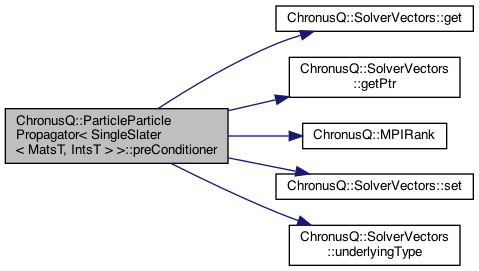 ChronusQ::ParticleParticle
Propagator< SingleSlater
< MatsT, IntsT > >::preConditioner
ChronusQ::SolverVectors::get
ChronusQ::SolverVectors
::getPtr
ChronusQ::MPIRank
ChronusQ::SolverVectors::set
ChronusQ::SolverVectors
::underlyingType